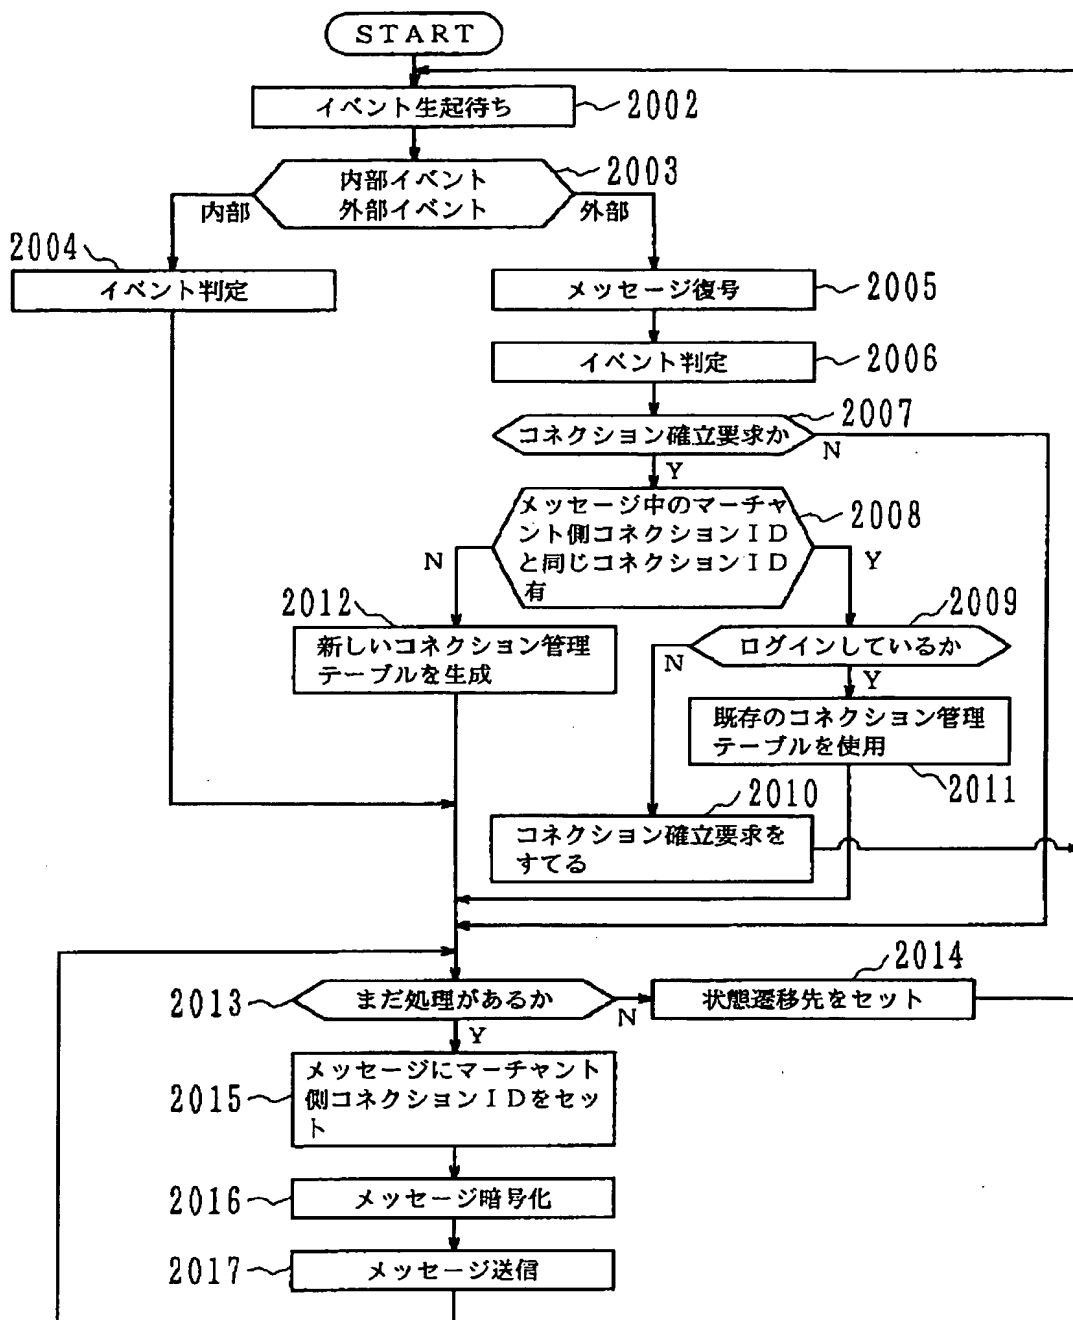 START
イベント生起待ち
2002
内部イベント
外部イベント
2003
内部
外部
2004
イベント判定
メッセージ復号
2005
イベント判定
2006
コネクション確立要求か
2007
N
Y
メッセージ中のマーチャ
ント側コネクションID
と同じコネクションID
有
2008
N
Y
2012
新しいコネクション管理
テーブルを生成
2009
ログインしているか
N
Y
既存のコネクション管理
テーブルを使用
2011
2010
コネクション確立要求を
すてる
2013
まだ処理があるか
N
Y
2014
状態遷移先をセット
2015
メッセージにマーチャント
側コネクションIDをセッ
ト
2016
メッセージ暗号化
2017
メッセージ送信